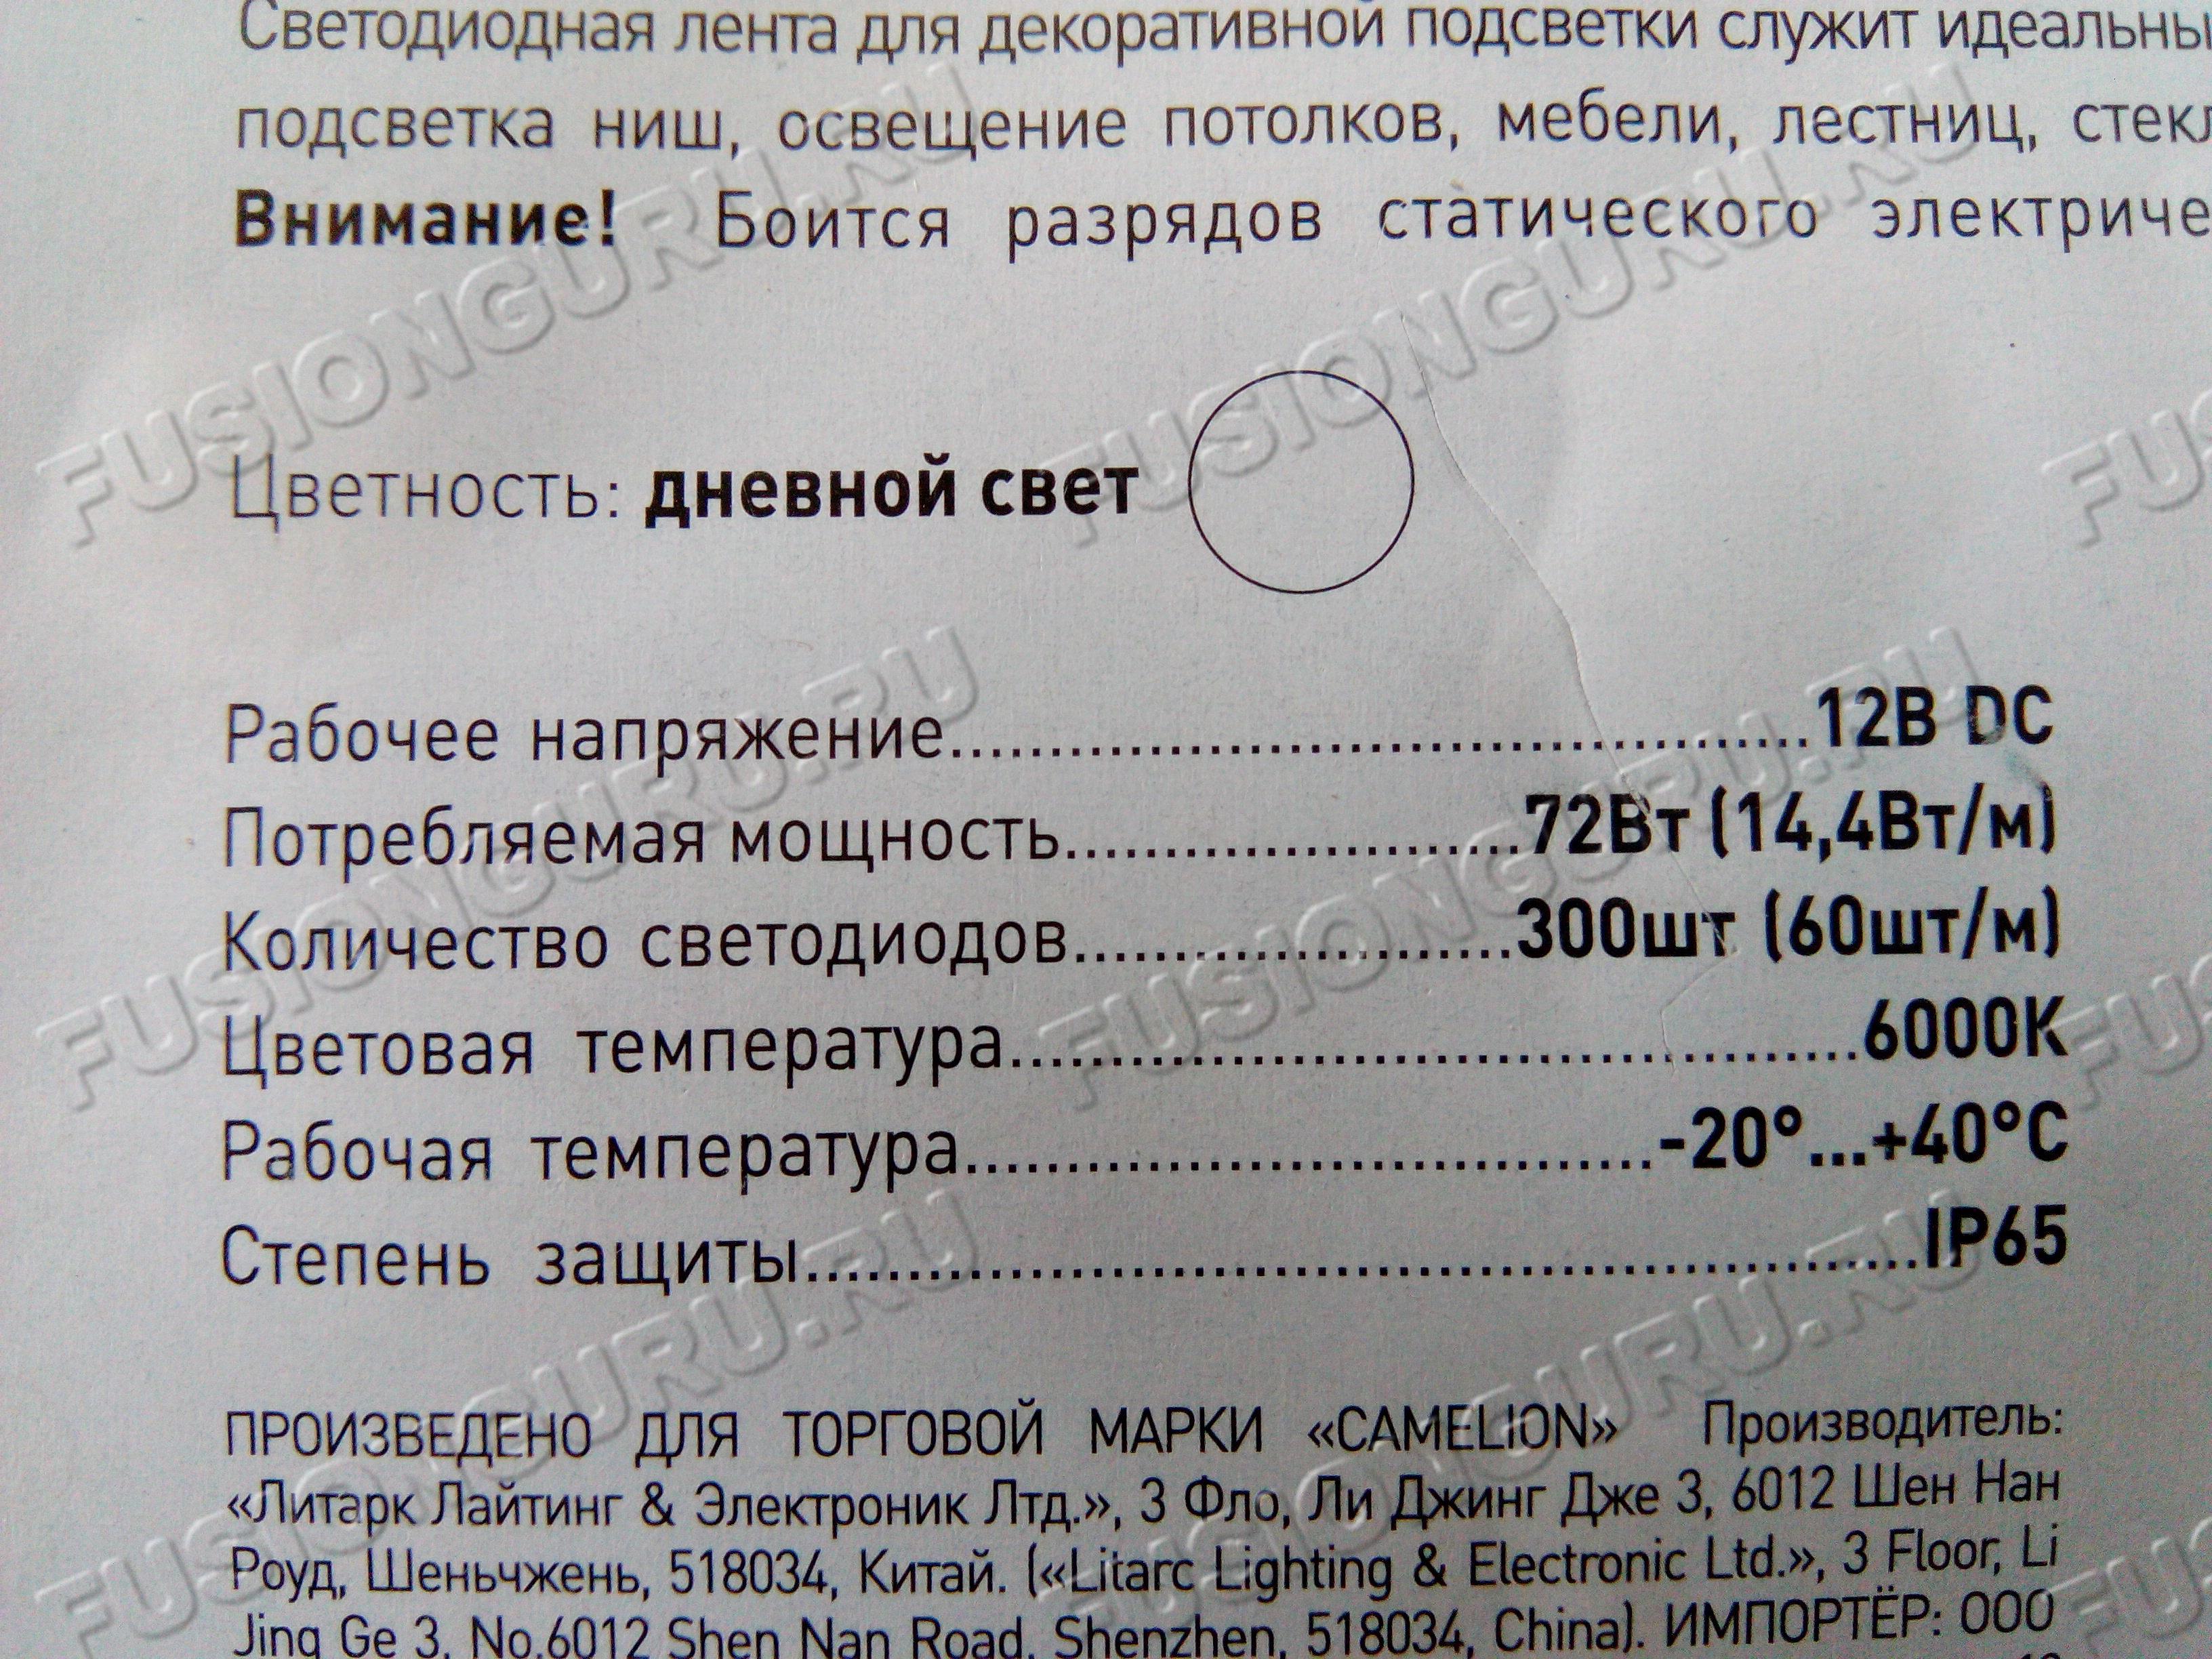 Светодиодная лента для декоративной подсветки служит
подсветка ниш, освещение потолков, мебели, лестниц,
Внимание! Боится разрядов статического
Цветность: дневной свет
Рабочее напряжение..........12В DC
Потребляемая мощность..........72Вт (14,4Вт/м)
Количество светодиодов..........300шт (60шт/м)
Цветовая температура..........6000К
Рабочая температура..........-20°...+40°С
Степень защиты..........IP65
ПРОИЗВЕДЕНО ДЛЯ ТОРГОВОЙ МАРКИ «CAMELION» Производитель:
«Литарк Лайтинг & Электроник Лтд.», 3 Фло, Ли Джинг Дже 3, 6012 Шен Нан
Роуд, Шеньчжень, 518034, Китай. («Litarc Lighting & Electronic Ltd.», 3 Floor, Li
Jing Ge 3, No.6012 Shen Nan Road, Shenzhen, 518034, China). ИМПОРТЁР: ООО
FUSIONGURU.RU